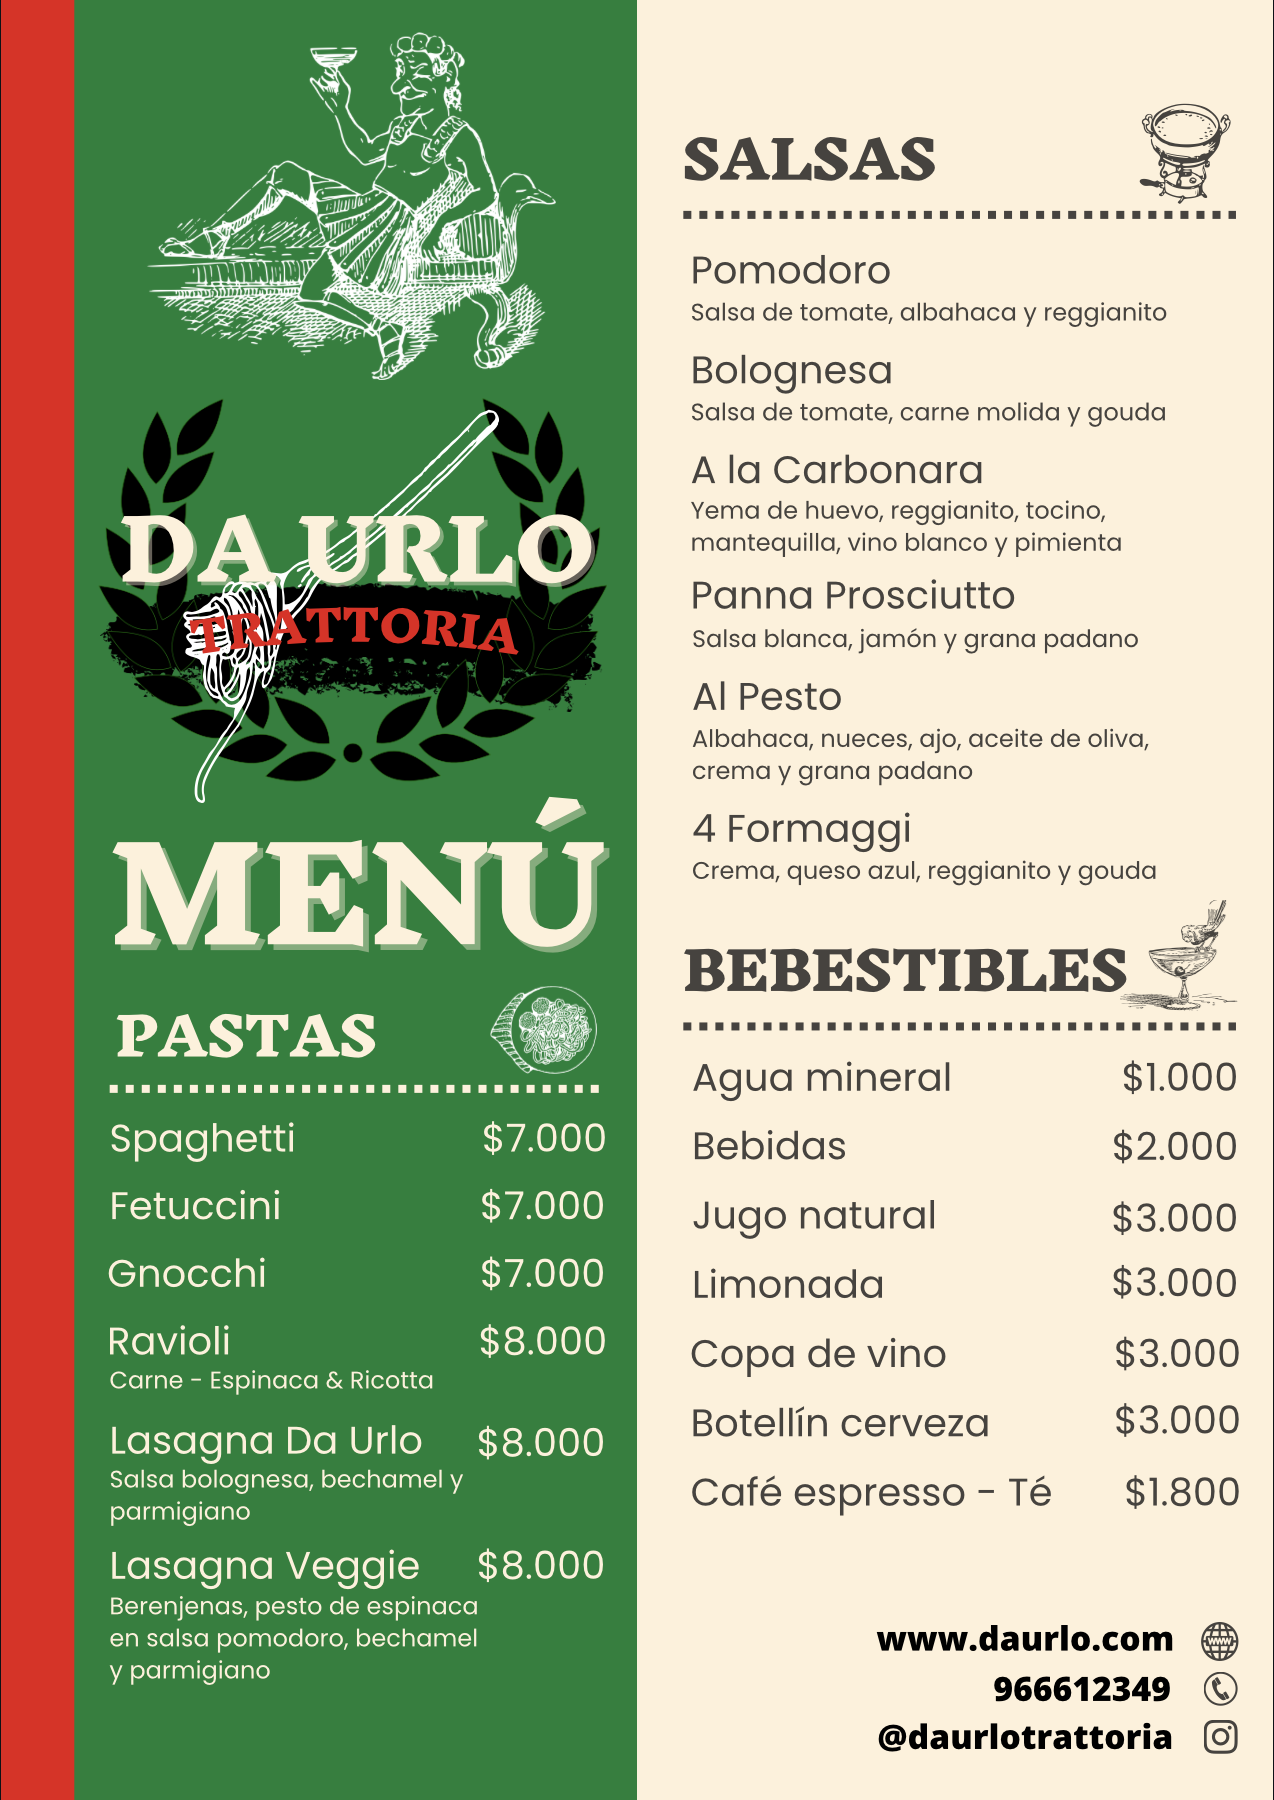 DA URLO
TRATTORIA
MENÚ
PASTAS
Spaghetti $7.000
Fetuccini $7.000
Gnocchi $7.000
Ravioli $8.000
Carne - Espinaca & Ricotta
Lasagna Da Urlo $8.000
Salsa bolognesa, bechamel y
parmigiano
Lasagna Veggie $8.000
Berenjenas, pesto de espinaca
en salsa pomodoro, bechamel
y parmigiano
SALSAS
Pomodoro
Salsa de tomate, albahaca y reggianito
Bolognesa
Salsa de tomate, carne molida y gouda
A la Carbonara
Yema de huevo, reggianito, tocino,
mantequilla, vino blanco y pimienta
Panna Prosciutto
Salsa blanca, jamón y grana padano
Al Pesto
Albahaca, nueces, ajo, aceite de oliva,
crema y grana padano
4 Formaggi
Crema, queso azul, reggianito y gouda
BEBESTIBLES
Agua mineral $1.000
Bebidas $2.000
Jugo natural $3.000
Limonada $3.000
Copa de vino $3.000
Botellín cerveza $3.000
Café espresso - Té $1.800
www.daurlo.com
966612349
@daurlotrattoria